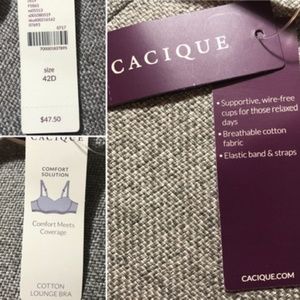 0717
size
42D
$47.50
CACIQUE
• Supportive, wire-free
cups for those relaxed
days
• Breathable cotton
fabric
• Elastic band & straps
CACIQUE.COM
CACIQUE
COMFORT
SOLUTION
Comfort Meets
Coverage
COTTON
LOUNGE BRA